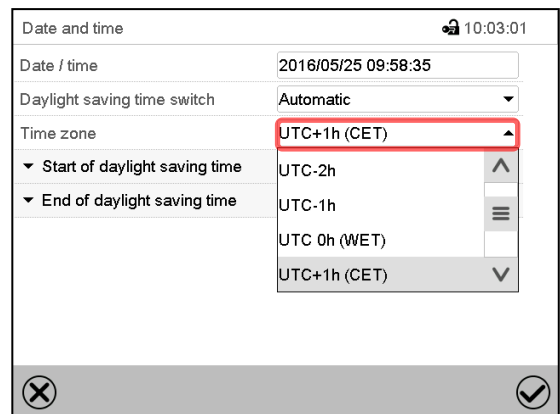 Date and time 10:03:01
Date / time 2016/05/25 09:58:35
Daylight saving time switch Automatic
Time zone UTC+1h (CET)
Start of daylight saving time UTC-2h
End of daylight saving time UTC-1h
UTC 0h (WET)
UTC+1h (CET)